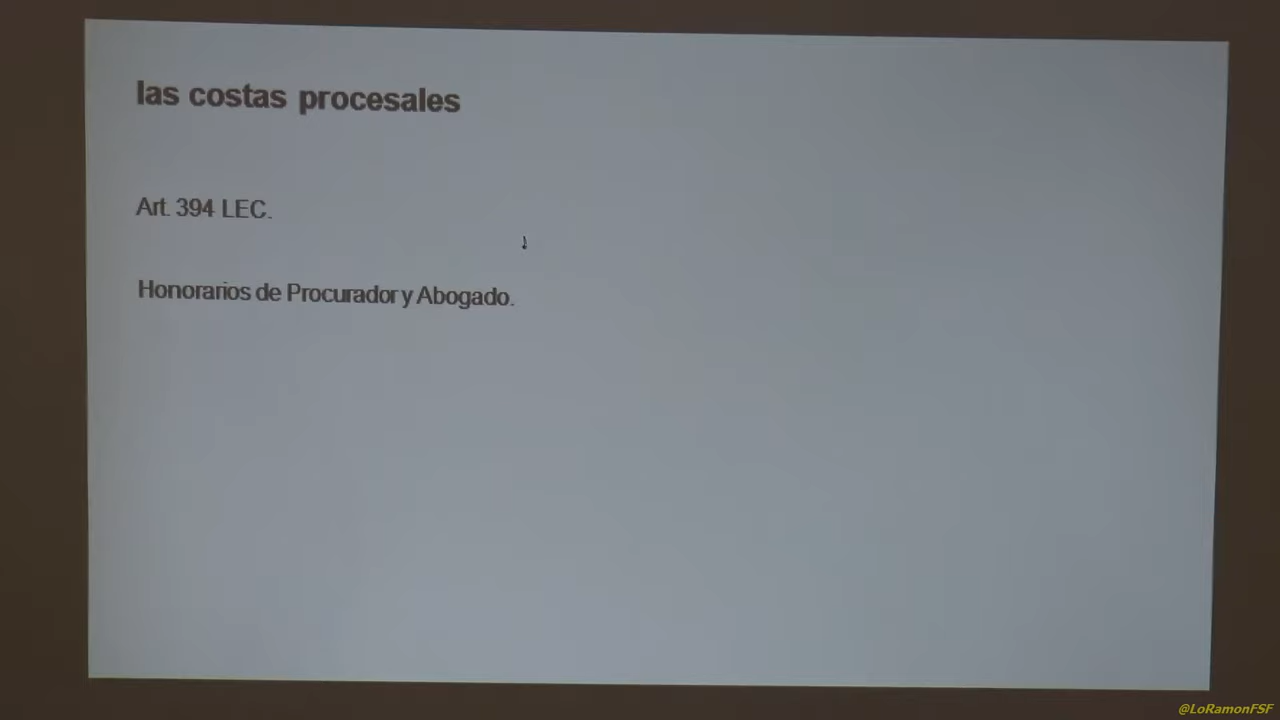 las costas procesales
Art. 394 LEC.
Honorarios de Procurador y Abogado.
@LoRamonFSF